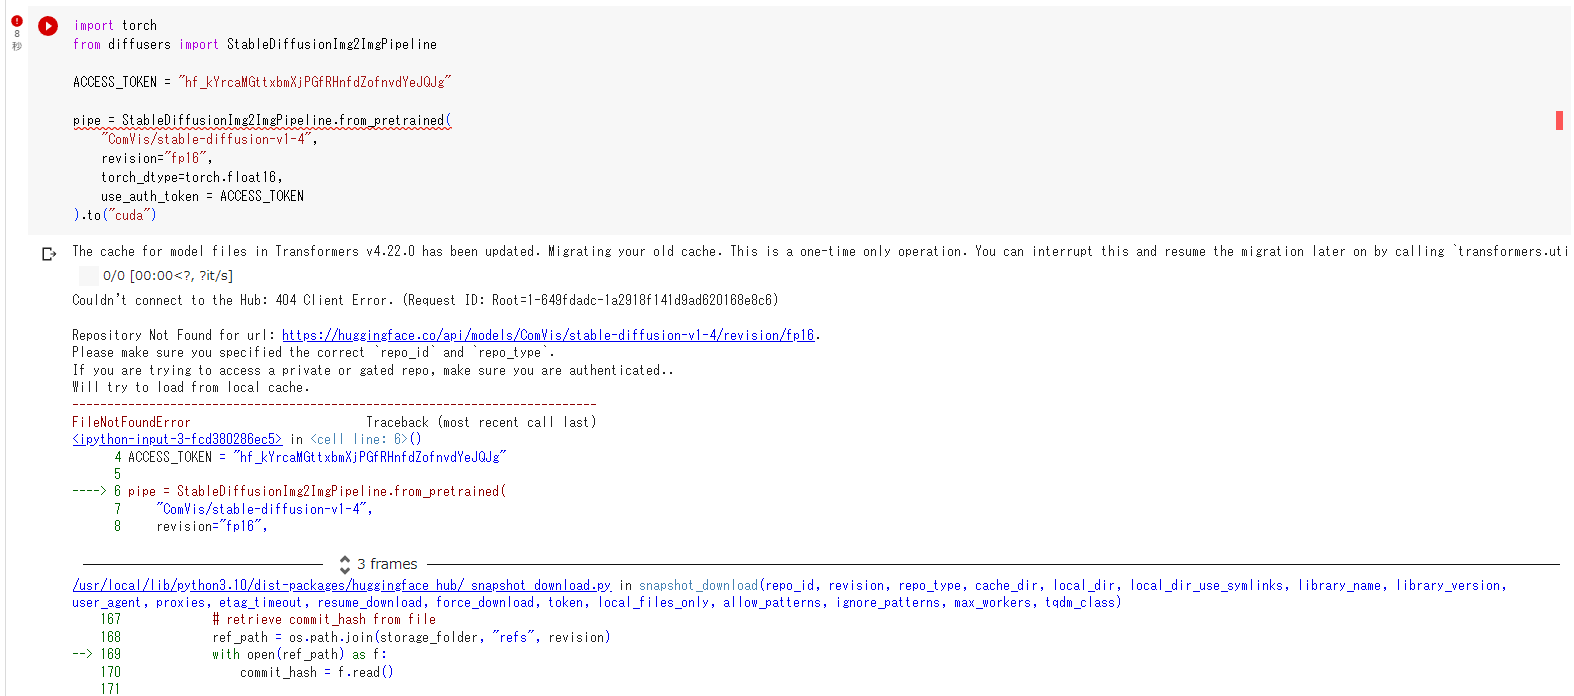 8
秒
import torch
from diffusers import StableDiffusionImg2ImgPipeline
ACCESS_TOKEN = "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"
pipe = StableDiffusionImg2ImgPipeline.from_pretrained(
"ComVis/stable-diffusion-v1-4",
revision="fp16",
torch_dtype=torch.float16,
use_auth_token = ACCESS_TOKEN
).to("cuda")
The cache for model files in Transformers v4.22.0 has been updated. Migrating your old cache. This is a one-time only operation. You can interrupt this and resume the migration later on by calling `transformers.uti
0/0 [00:00<?, ?it/s]
Couldn't connect to the Hub: 404 Client Error. (Request ID: Root=1-649fdadc-1a2918f141d9ad620168e8c6)
Repository Not Found for url: https://huggingface.co/api/models/ComVis/stable-diffusion-v1-4/revision/fp16.
Please make sure you specified the correct `repo_id` and `repo_type`.
If you are trying to access a private or gated repo, make sure you are authenticated..
Will try to load from local cache.
---------------------------------------------------------------------------
FileNotFoundError                         Traceback (most recent call last)
<ipython-input-3-fcd380286ec5> in <cell line: 6>()
4 ACCESS_TOKEN = "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"
5
----> 6 pipe = StableDiffusionImg2ImgPipeline.from_pretrained(
7     "ComVis/stable-diffusion-v1-4",
8     revision="fp16",
3 frames
/usr/local/lib/python3.10/dist-packages/huggingface_hub/_snapshot_download.py in snapshot_download(repo_id, revision, repo_type, cache_dir, local_dir, local_dir_use_symlinks, library_name, library_version,
user_agent, proxies, etag_timeout, resume_download, force_download, token, local_files_only, allow_patterns, ignore_patterns, max_workers, tqdm_class)
167             # retrieve commit_hash from file
168             ref_path = os.path.join(storage_folder, "refs", revision)
--> 169             with open(ref_path) as f:
170                 commit_hash = f.read()
171